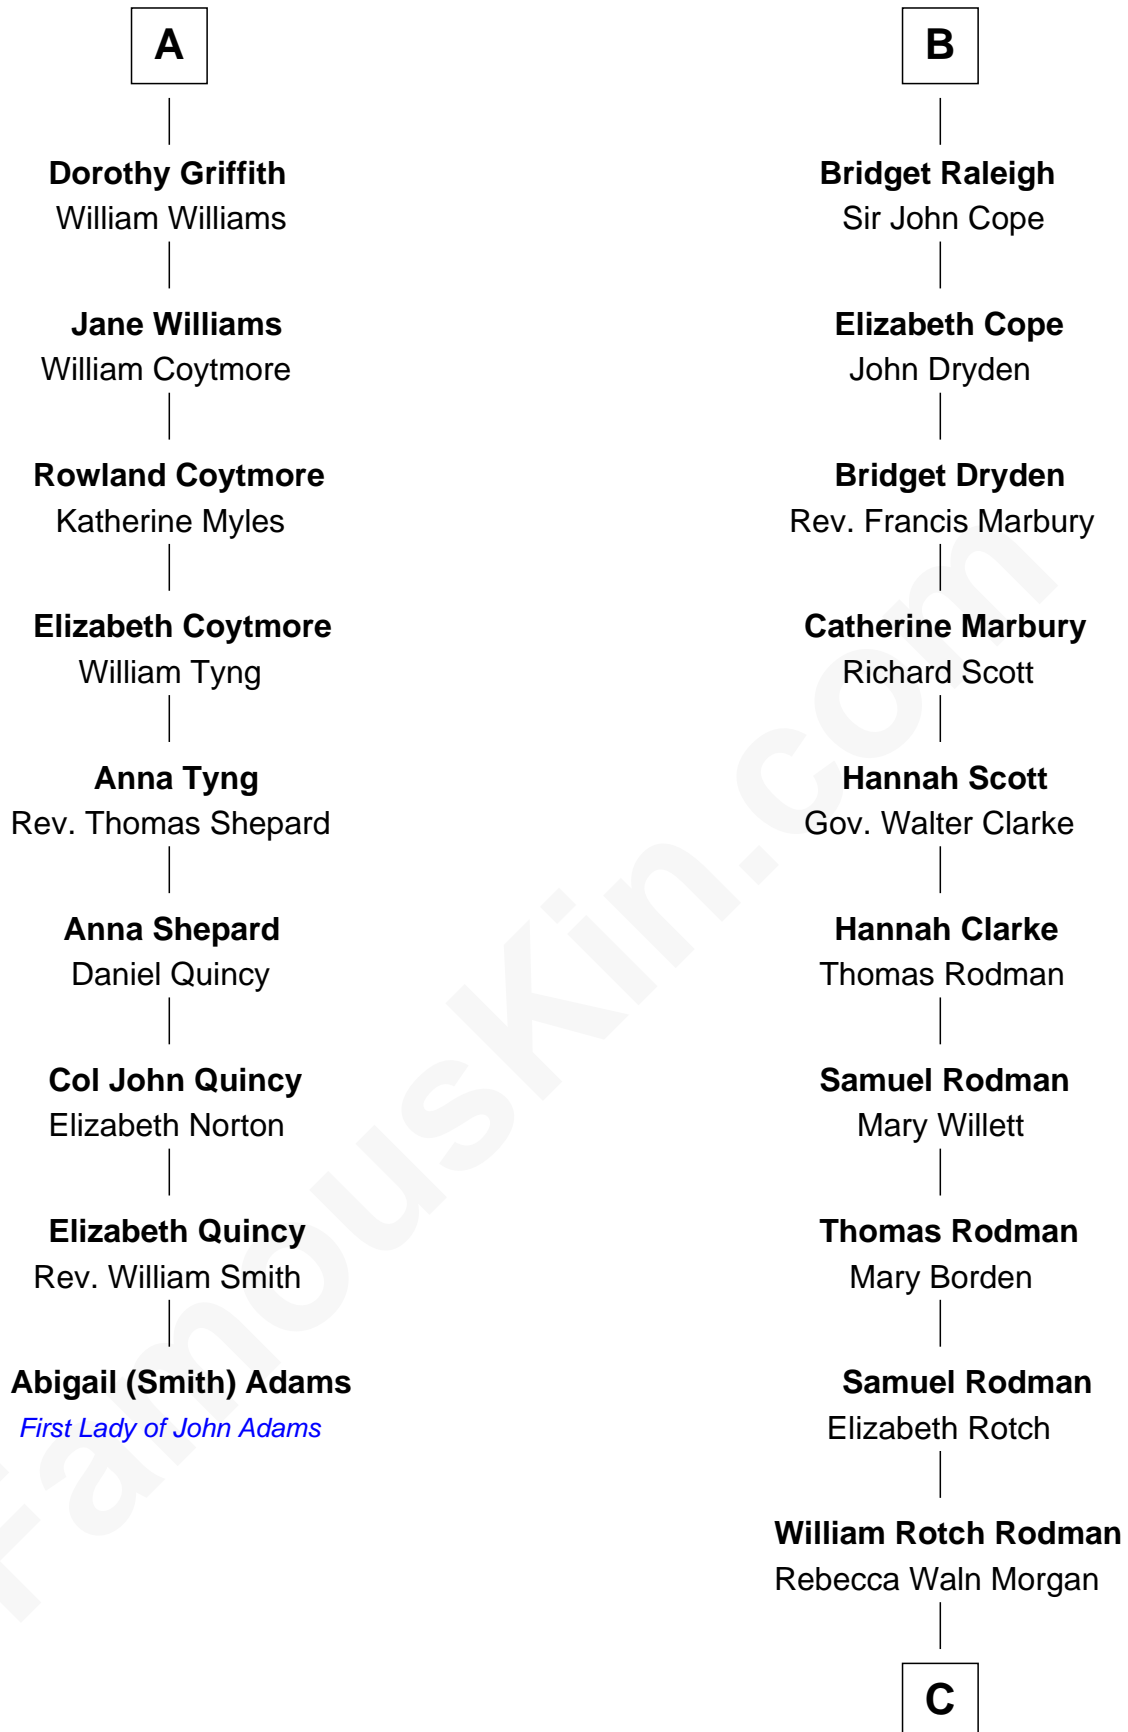 A
Dorothy Griffith
William Williams
Jane Williams
William Coytmore
Rowland Coytmore
Katherine Myles
Elizabeth Coytmore
William Tyng
Anna Tyng
Rev. Thomas Shepard
Anna Shepard
Daniel Quincy
Col John Quincy
Elizabeth Norton
Elizabeth Quincy
Rev. William Smith
Abigail (Smith) Adams
First Lady of John Adams
B
Bridget Raleigh
Sir John Cope
Elizabeth Cope
John Dryden
Bridget Dryden
Rev. Francis Marbury
Catherine Marbury
Richard Scott
Hannah Scott
Gov. Walter Clarke
Hannah Clarke
Thomas Rodman
Samuel Rodman
Mary Willett
Thomas Rodman
Mary Borden
Samuel Rodman
Elizabeth Rotch
William Rotch Rodman
Rebecca Waln Morgan
C
FamousKin.com